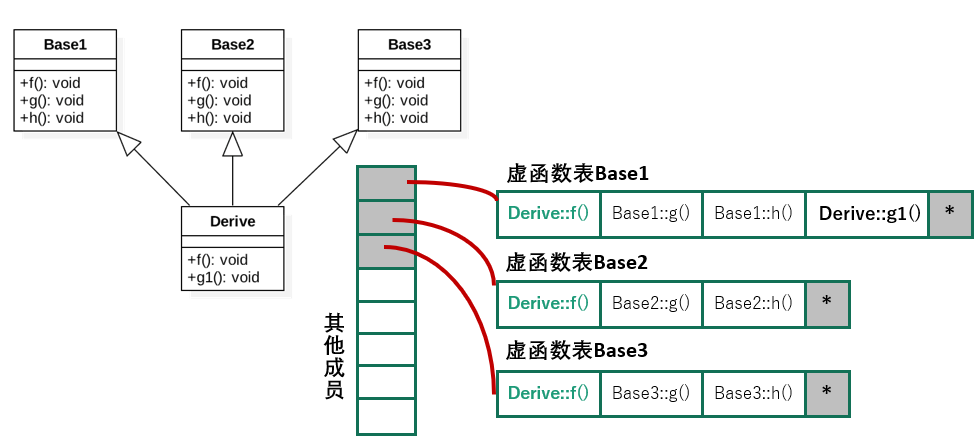 Base1
+f(): void
+g(): void
+h(): void
Base2
+f(): void
+g(): void
+h(): void
Base3
+f(): void
+g(): void
+h(): void
Derive
+f(): void
+g1(): void
其他成员
虚函数表Base1
Derive::f() Base1::g() Base1::h() Derive::g1() *
虚函数表Base2
Derive::f() Base2::g() Base2::h() *
虚函数表Base3
Derive::f() Base3::g() Base3::h() *